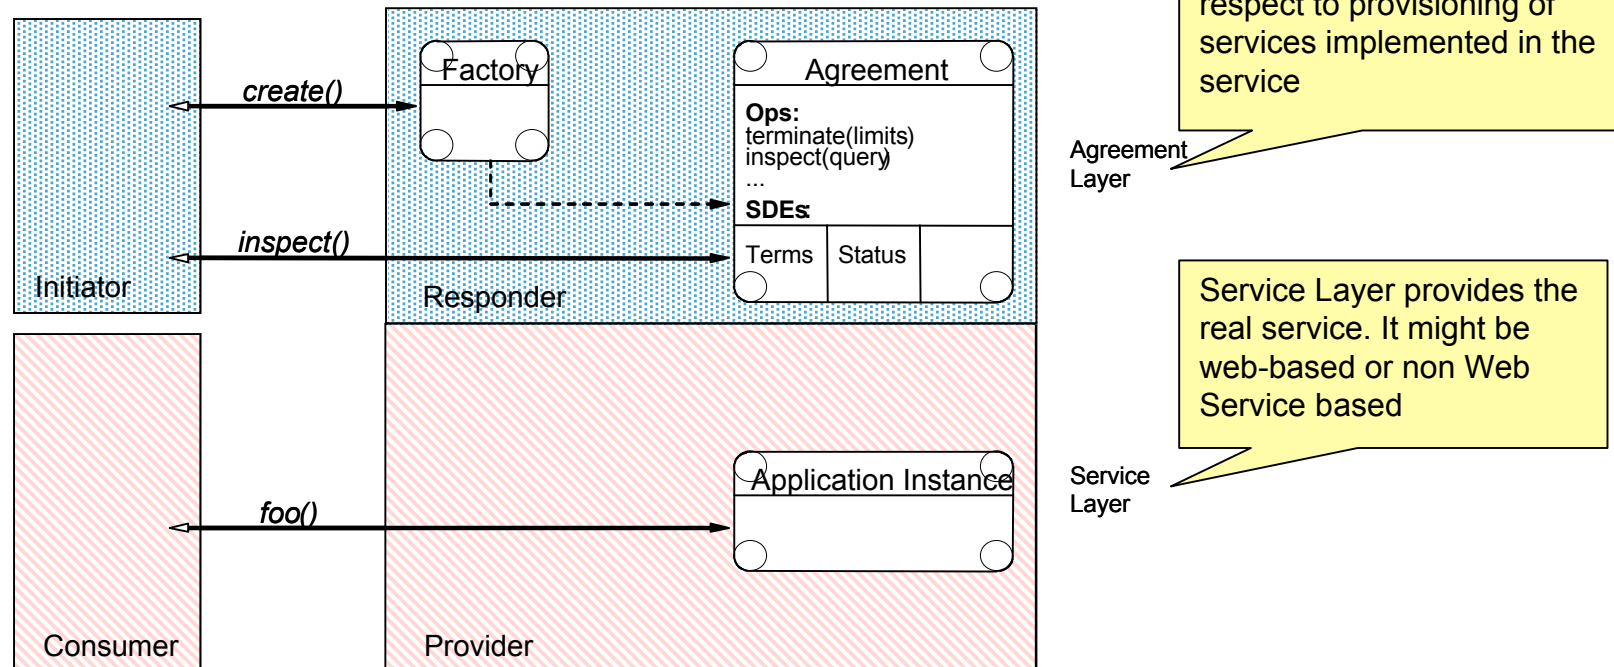 respect to provisioning of
services implemented in the
service
Factory
Agreement
create()
Ops:
terminate(limits)
inspect(query)
...
SDEs:
Agreement
Layer
inspect()
Terms
Status
Initiator
Responder
Service Layer provides the
real service. It might be
web-based or non Web
Service based
Application Instance
Service
Layer
foo()
Consumer
Provider